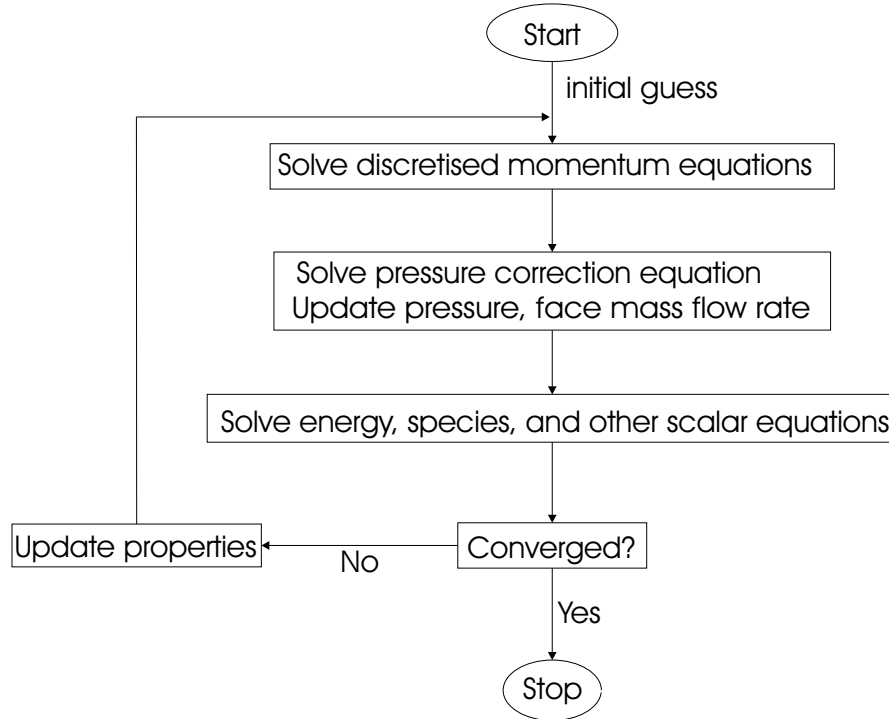 Start
initial guess
Solve discretised momentum equations
Solve pressure correction equation
Update pressure, face mass flow rate
Solve energy, species, and other scalar equations
Update properties
No
Converged?
Yes
Stop